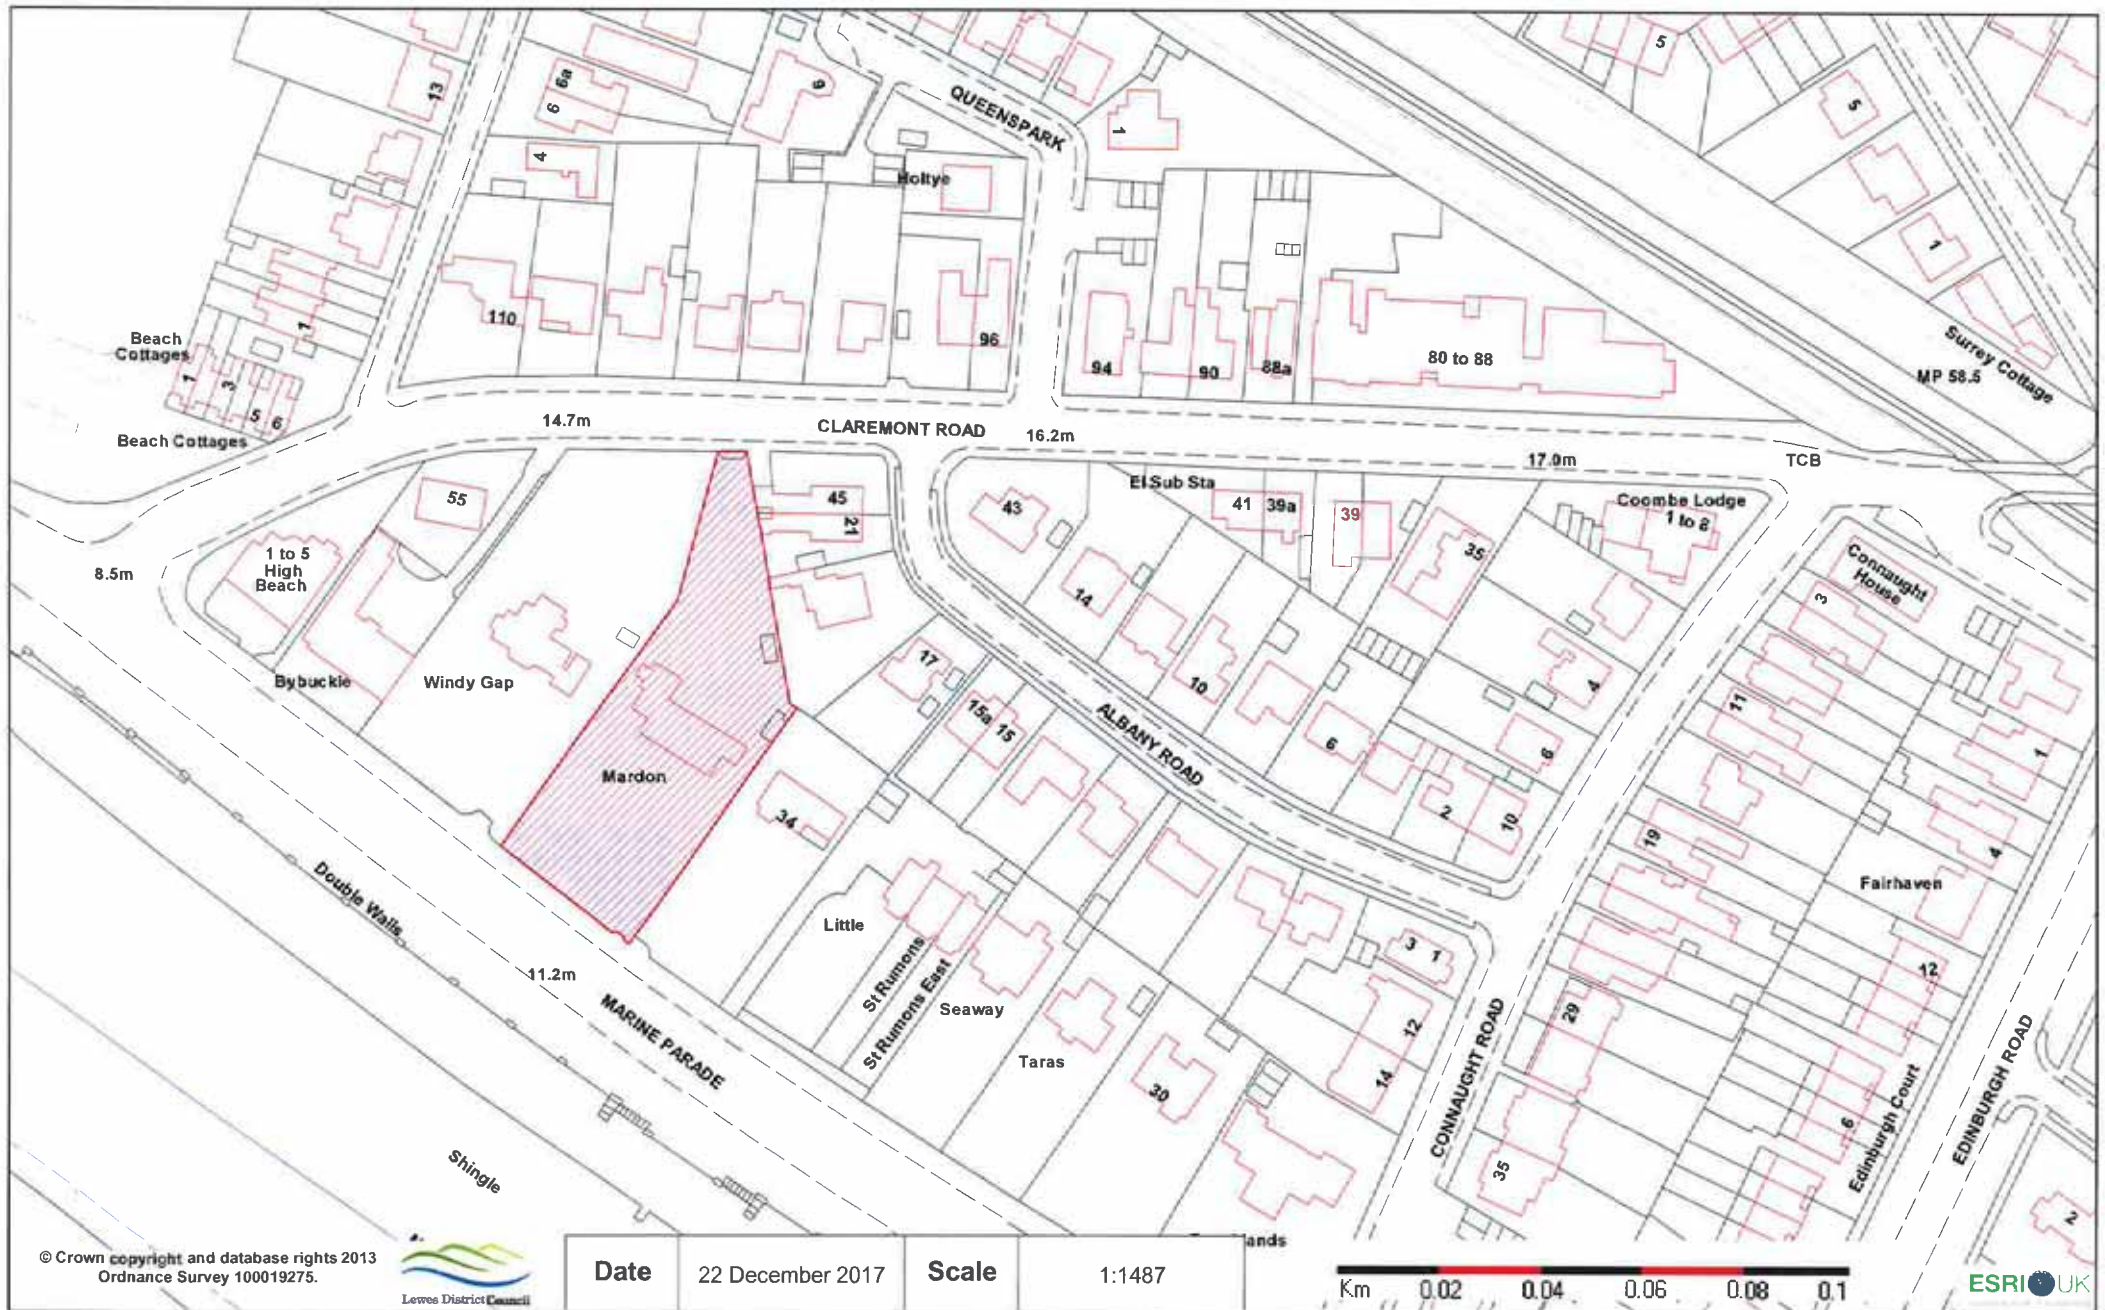 5
13
6a
6
9
QUEENSPARK
1
5
4
Holtye
1
Surrey Cottage
MP 58.5
110
96
94
90
88a
80 to 88
1
Beach
Cottages
1
3
5
6
Beach Cottages
14.7m
CLAREMONT ROAD
16.2m
17.0m
TCB
El Sub Sta
55
45
21
43
41
39a
39
35
Coombe Lodge
1 to 8
1 to 5
High
Beach
8.5m
Connaught
House
3
14
10
17
15a
15
Bybuckle
Windy Gap
Mardon
34
ALBANY ROAD
6
4
8
2
10
11
1
19
4
Fairhaven
Double Walls
Little
St Rumons
St Rumons East
Seaway
Taras
30
3
1
12
14
12
29
11.2m
MARINE PARADE
CONNAUGHT ROAD
EDINBURGH ROAD
Edinburgh Court
6
35
2
Shingle
ands
© Crown copyright and database rights 2013
Ordnance Survey 100019275.
Lewes District Council
Date
22 December 2017
Scale
1:1487
Km
0.02
0.04
0.06
0.08
0.1
ESRI UK